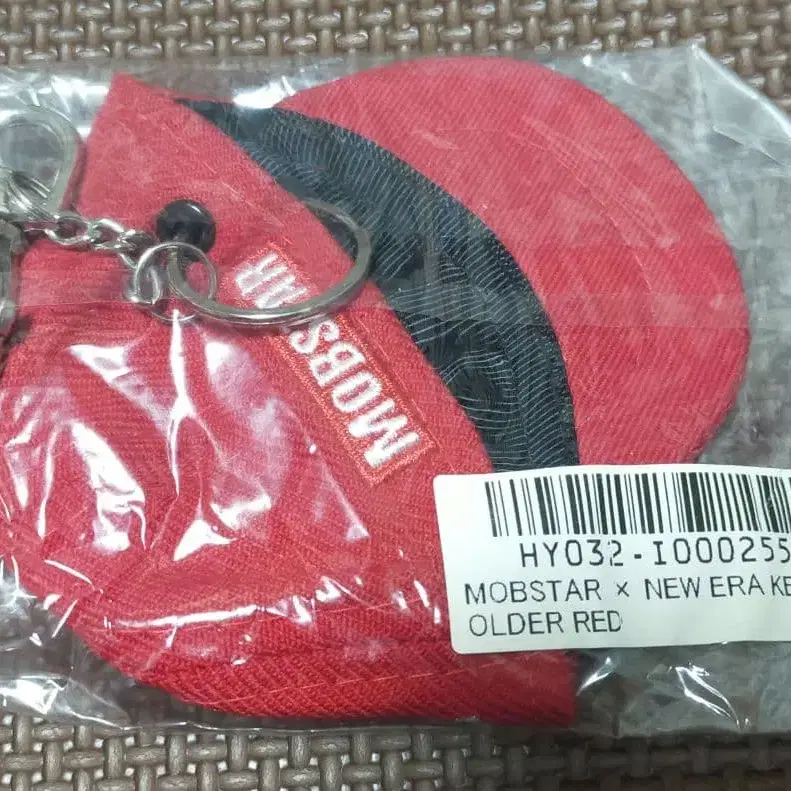 MOBSTAR
HY032-I000255
MOBSTAR × NEW ERA KE
OLDER RED